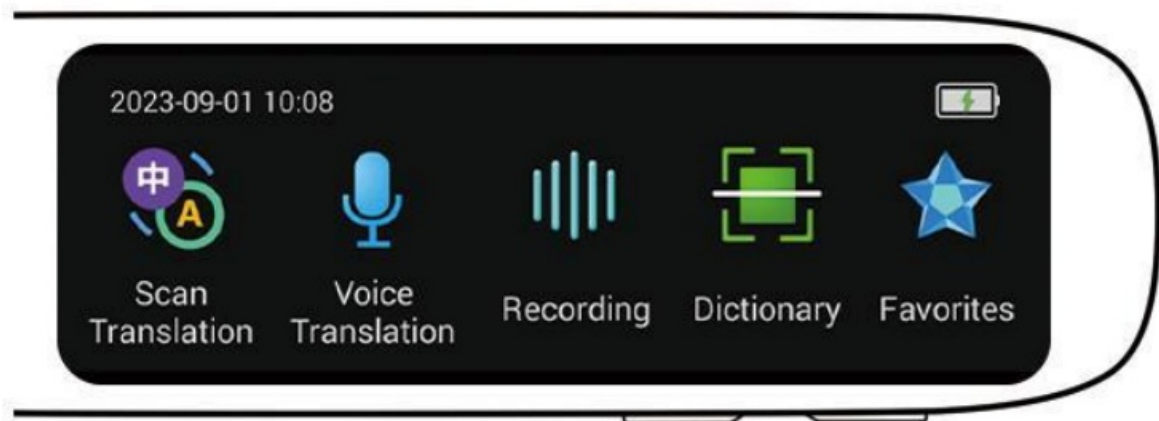 2023-09-01 10:08
中
A
Scan
Translation
Voice
Translation
Recording
Dictionary
Favorites